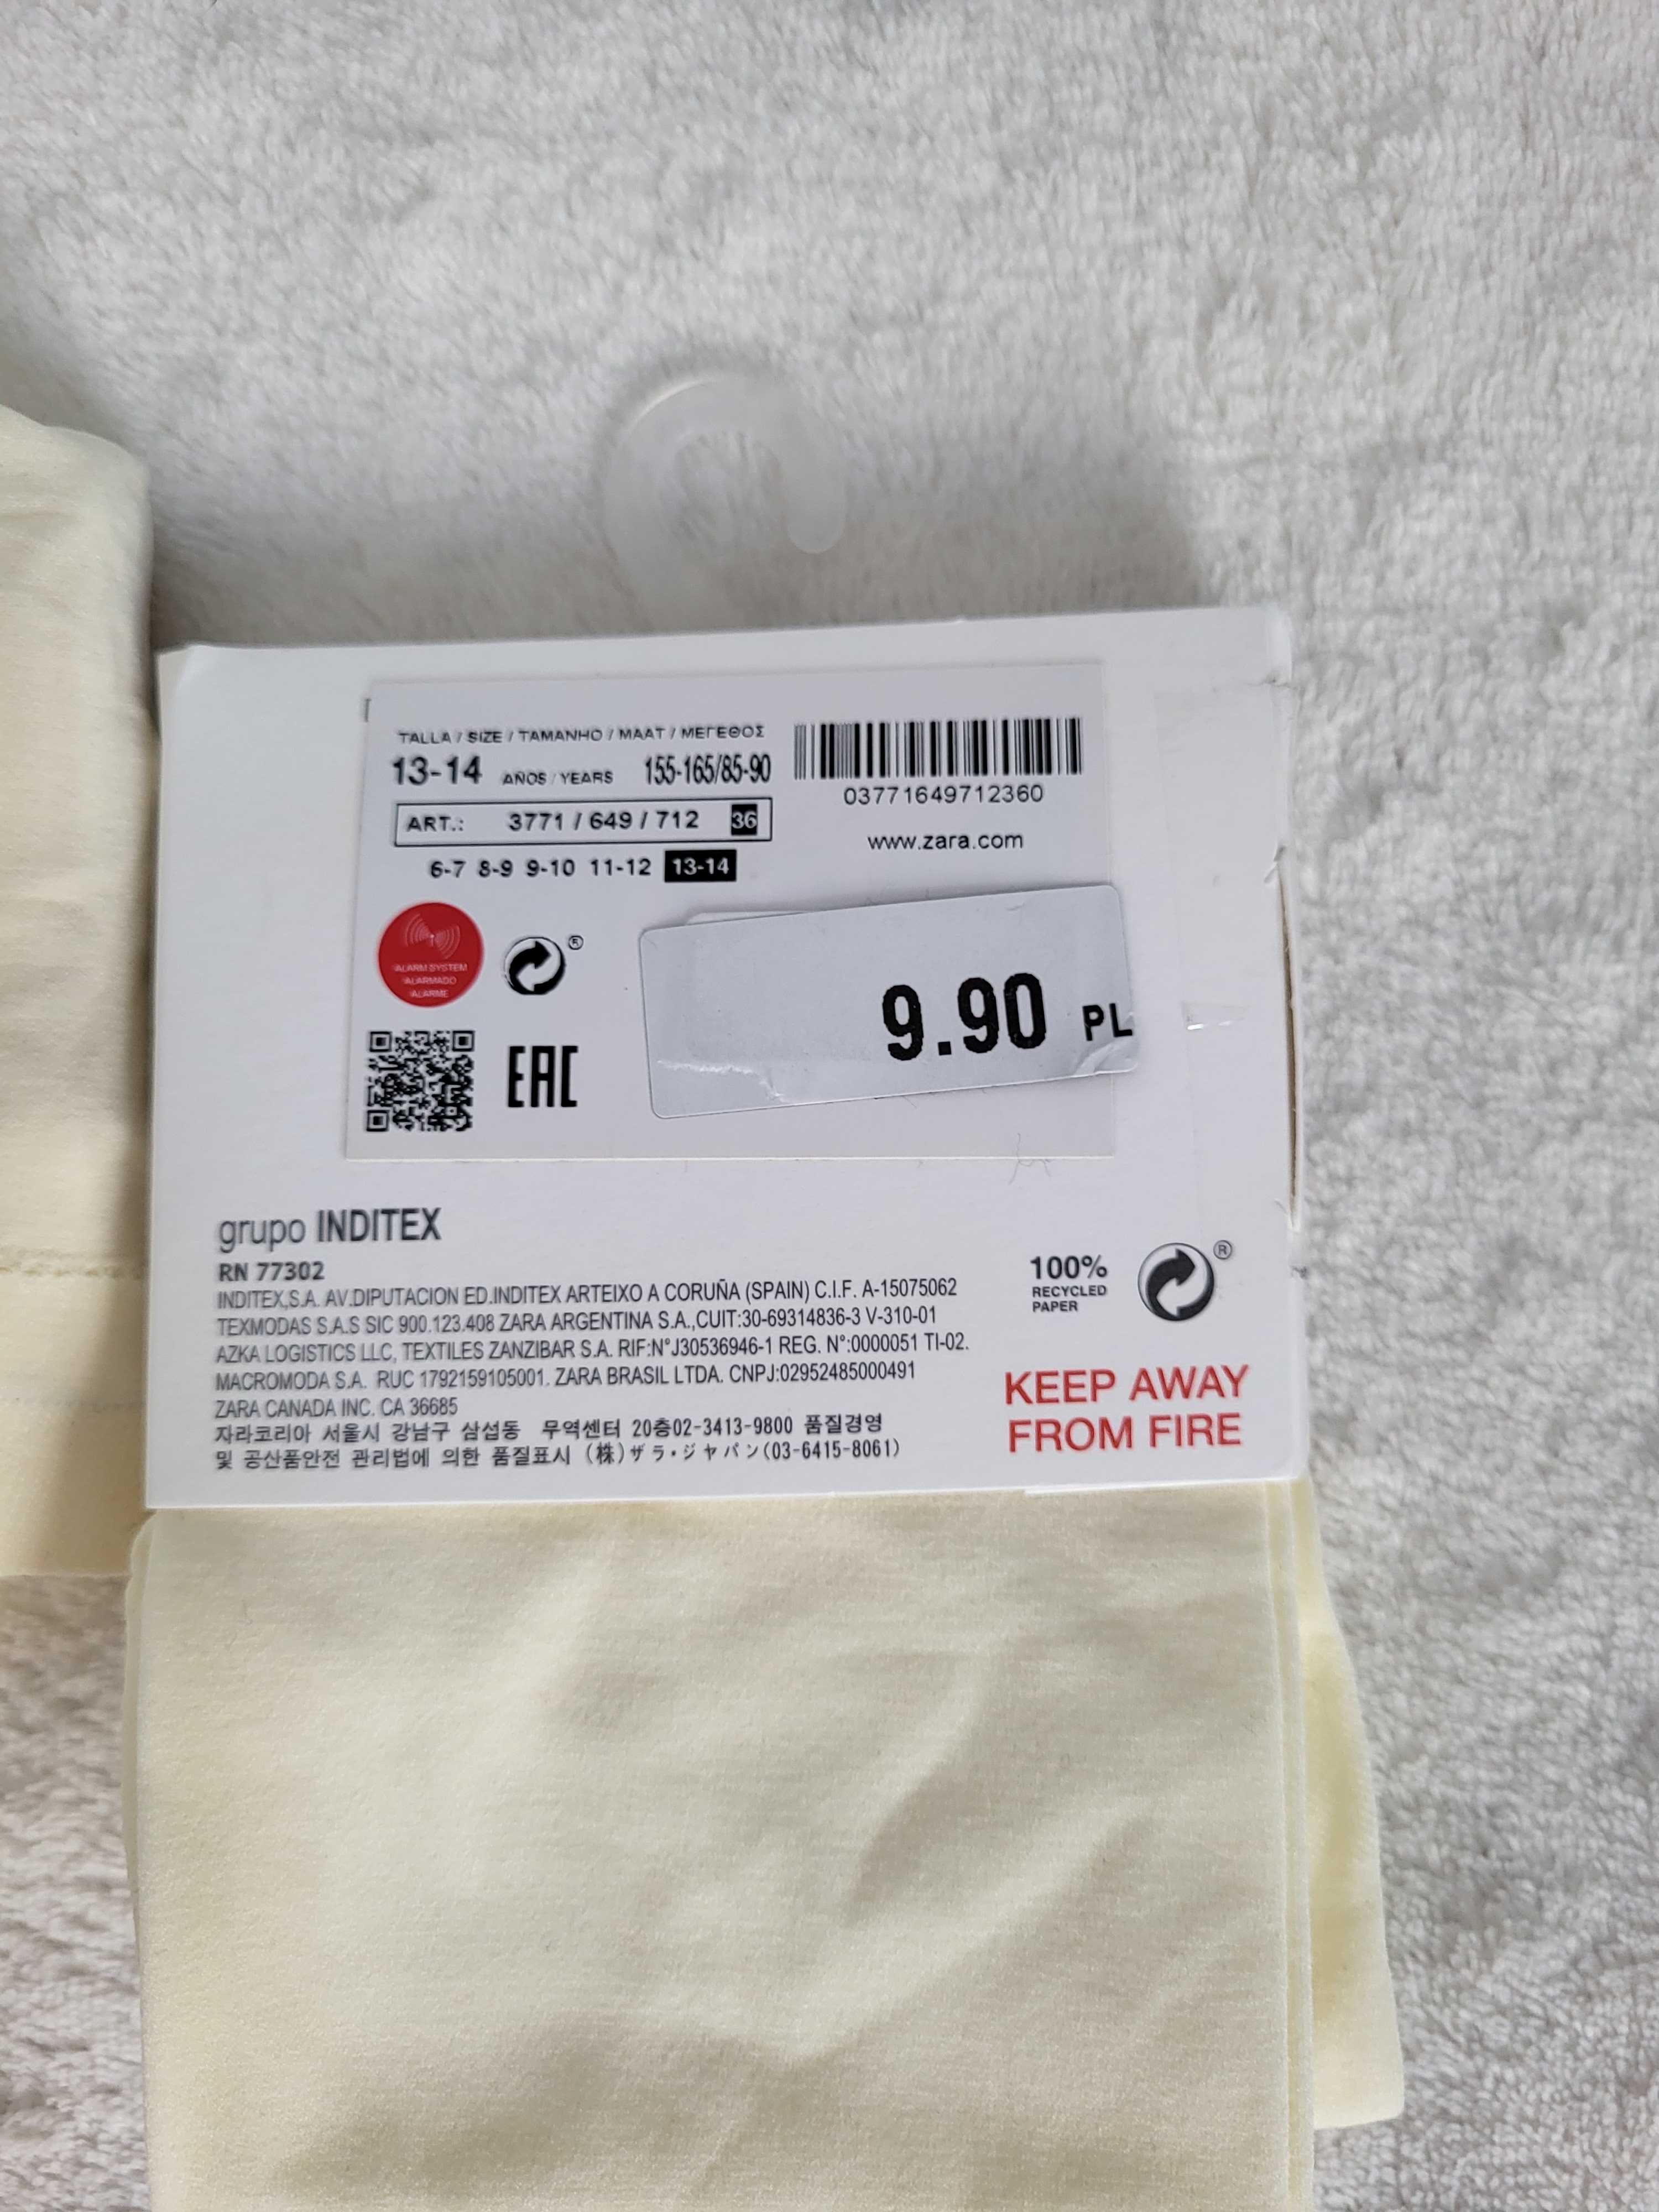 TALLA / SIZE / TAMANHO / MAAT / ΜΕΓΕΘΟΣ
13-14 AÑOS / YEARS 155-165/85-90
ART.: 3771 / 649 / 712 36
6-7 8-9 9-10 11-12 13-14
03771649712360
www.zara.com
ALARM SYSTEM
ALARMADO
ALARME
®
EAC
9.90 PL
grupo INDITEX
RN 77302
INDITEX,S.A. AV.DIPUTACION ED.INDITEX ARTEIXO A CORUÑA (SPAIN) C.I.F. A-15075062
TEXMODAS S.A.S SIC 900.123.408 ZARA ARGENTINA S.A.,CUIT:30-69314836-3 V-310-01
AZKA LOGISTICS LLC, TEXTILES ZANZIBAR S.A. RIF:N°J30536946-1 REG. N°:0000051 TI-02.
MACROMODA S.A. RUC 1792159105001. ZARA BRASIL LTDA. CNPJ:02952485000491
ZARA CANADA INC. CA 36685
자라코리아 서울시 강남구 삼섭동 무역센터 20층02-3413-9800 품질경영
및 공산품안전 관리법에 의한 품질표시 (株)ザラ・ジャパン(03-6415-8061)
100%
RECYCLED
PAPER
®
KEEP AWAY
FROM FIRE